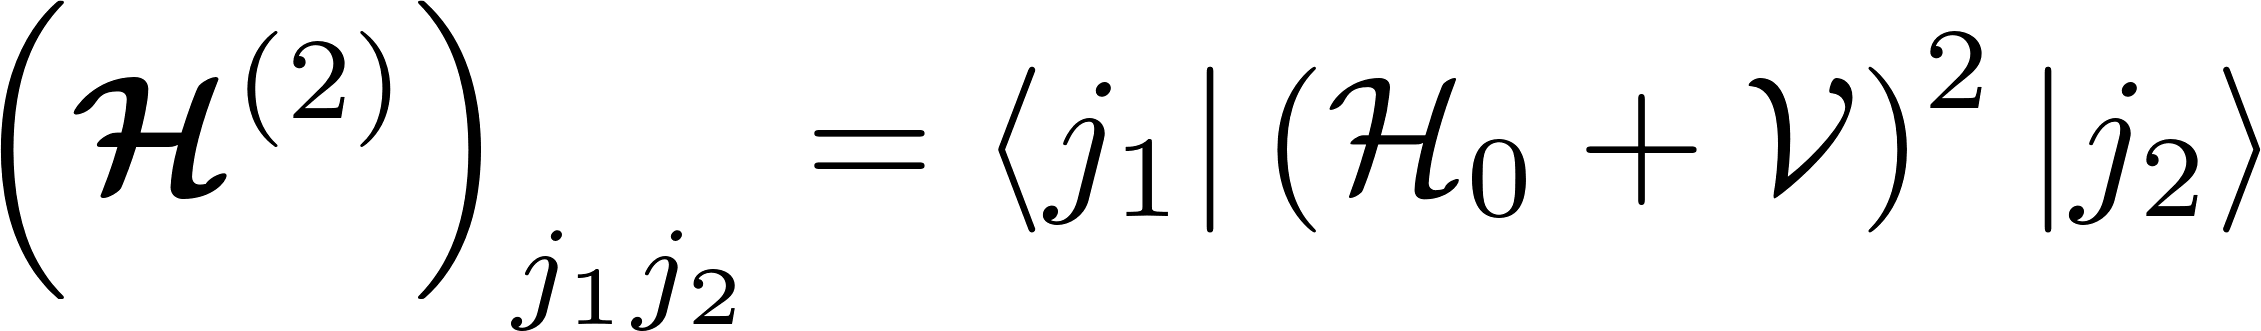 \left(\boldsymbol{\mathcal{H}}^{(2)}\right)_{j_1 j_2} = \langle j_1 | \left(\mathcal{H}_0 + \mathcal{V}\right)^2 | j_2 \rangle